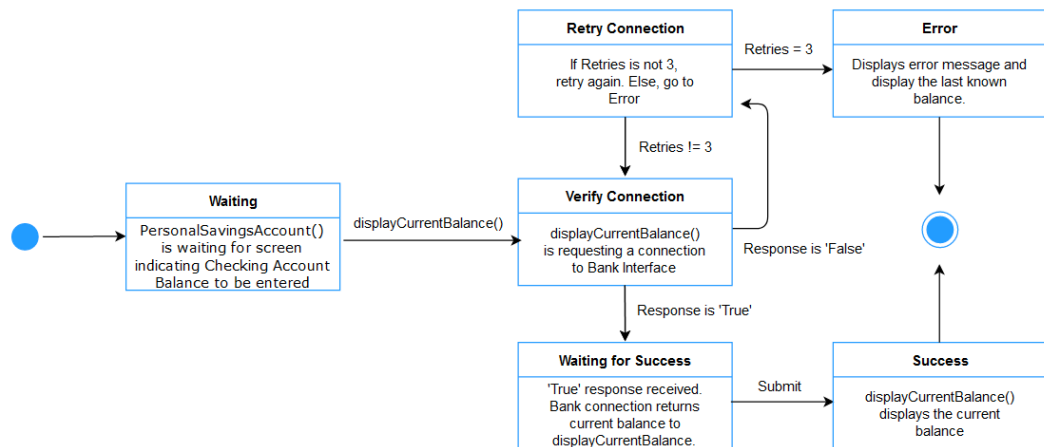 Retry Connection
If Retries is not 3,
retry again. Else, go to
Error
Retries = 3
Error
Displays error message and
display the last known
balance.
Retries != 3
Waiting
PersonalSavingsAccount()
is waiting for screen
indicating Checking Account
Balance to be entered
displayCurrentBalance()
Verify Connection
displayCurrentBalance()
is requesting a connection
to Bank Interface
Response is 'False'
Response is 'True'
Waiting for Success
'True' response received.
Bank connection returns
current balance to
displayCurrentBalance.
Submit
Success
displayCurrentBalance()
displays the current
balance